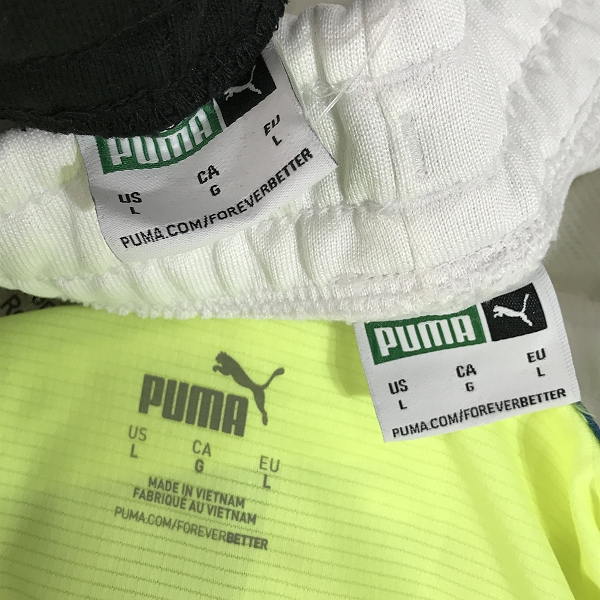 PUMA
US CA EU
L G L
PUMA.COM/FOREVERBETTER
PUMA
US CA EU
L G L
PUMA.COM/FOREVERBETTER
PUMA
US CA EU
L G L
MADE IN VIETNAM
FABRIQUÉ AU VIETNAM
PUMA.COM/FOREVERBETTER